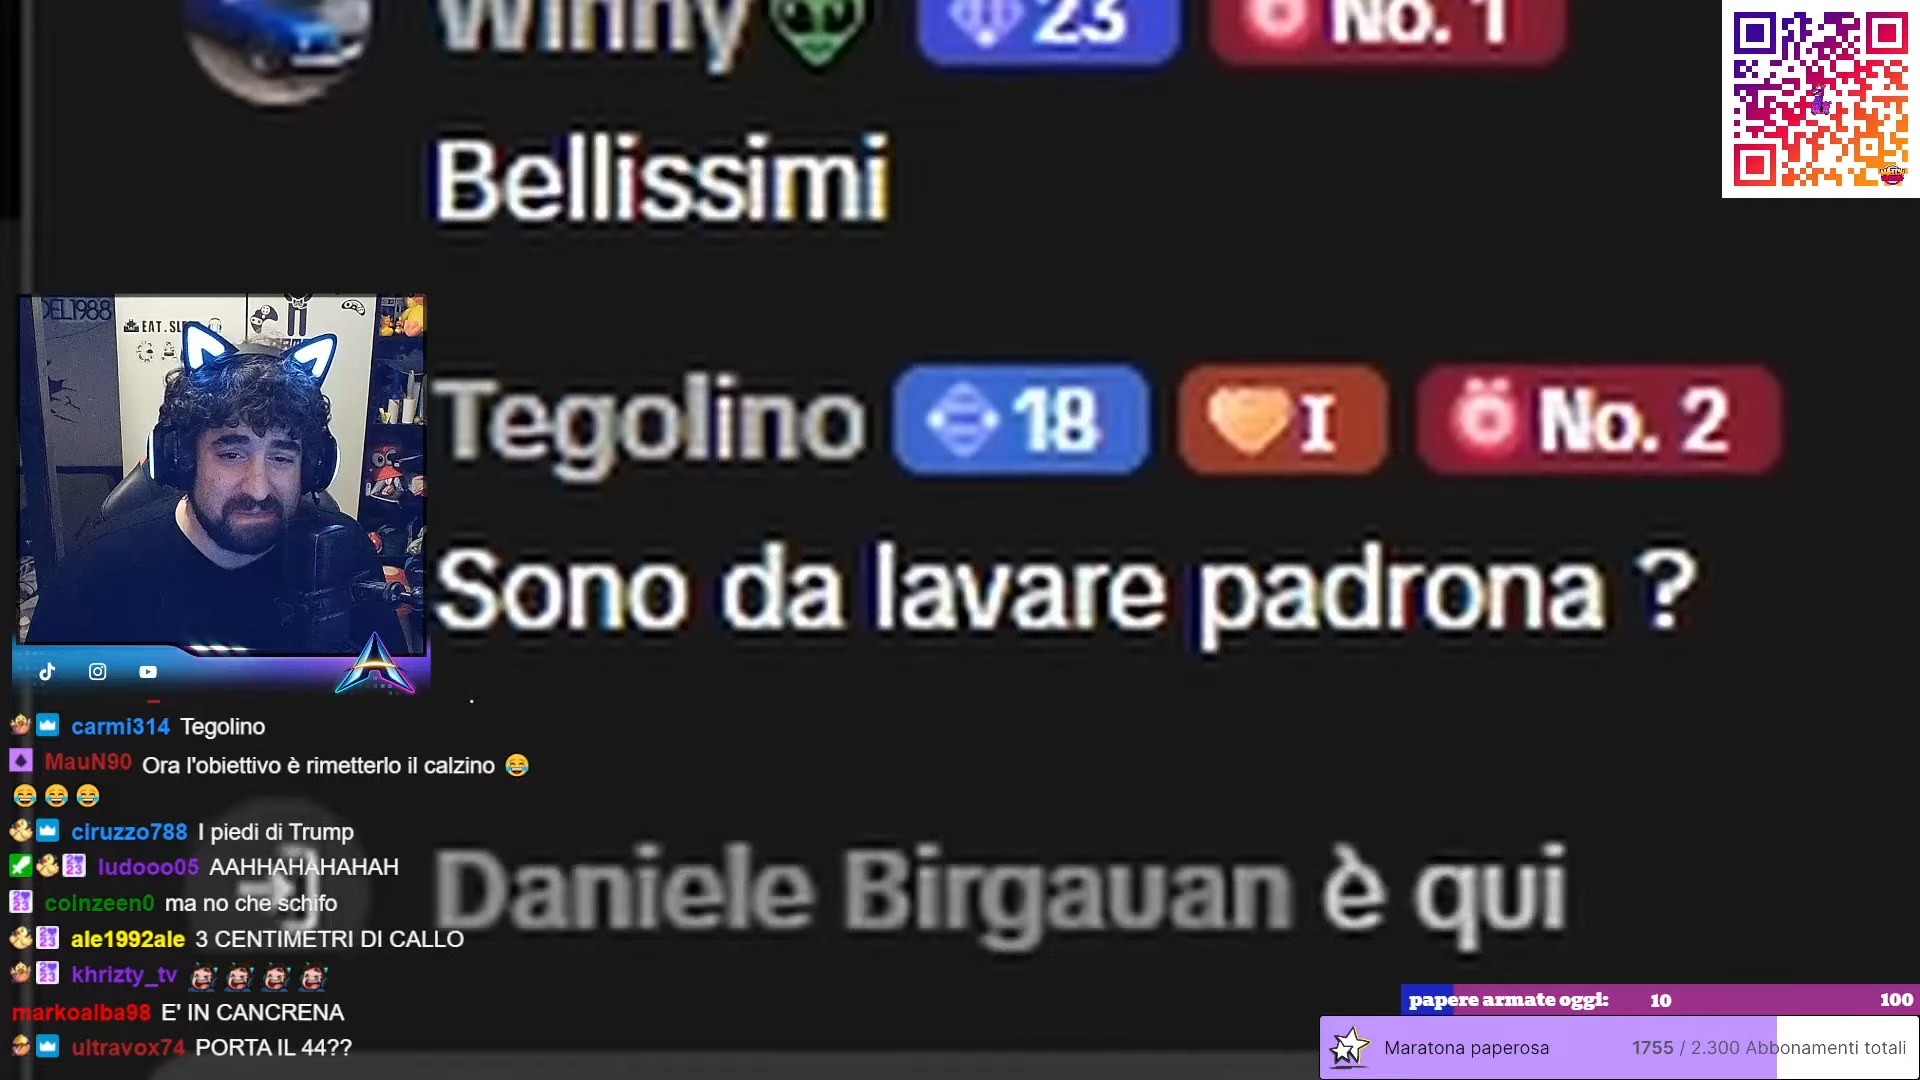 Winny 23 No. 1
Bellissimi
DEL1988
EAT.SL
Tegolino 18 I No. 2
Sono da lavare padrona ?
carmi314 Tegolino
MauN90 Ora l'obiettivo è rimetterlo il calzino 😂
😂 😂 😂
ciruzzo788 I piedi di Trump
ludooo05 AAHHAHAHAHAH
Daniele Birgauan è qui
coinzeen0 ma no che schifo
ale1992ale 3 CENTIMETRI DI CALLO
khrizty_tv
markoalba98 E' IN CANCRENA
ultravox74 PORTA IL 44??
papere armate oggi: 10 100
Maratona paperosa 1755 / 2.300 Abbonamenti totali